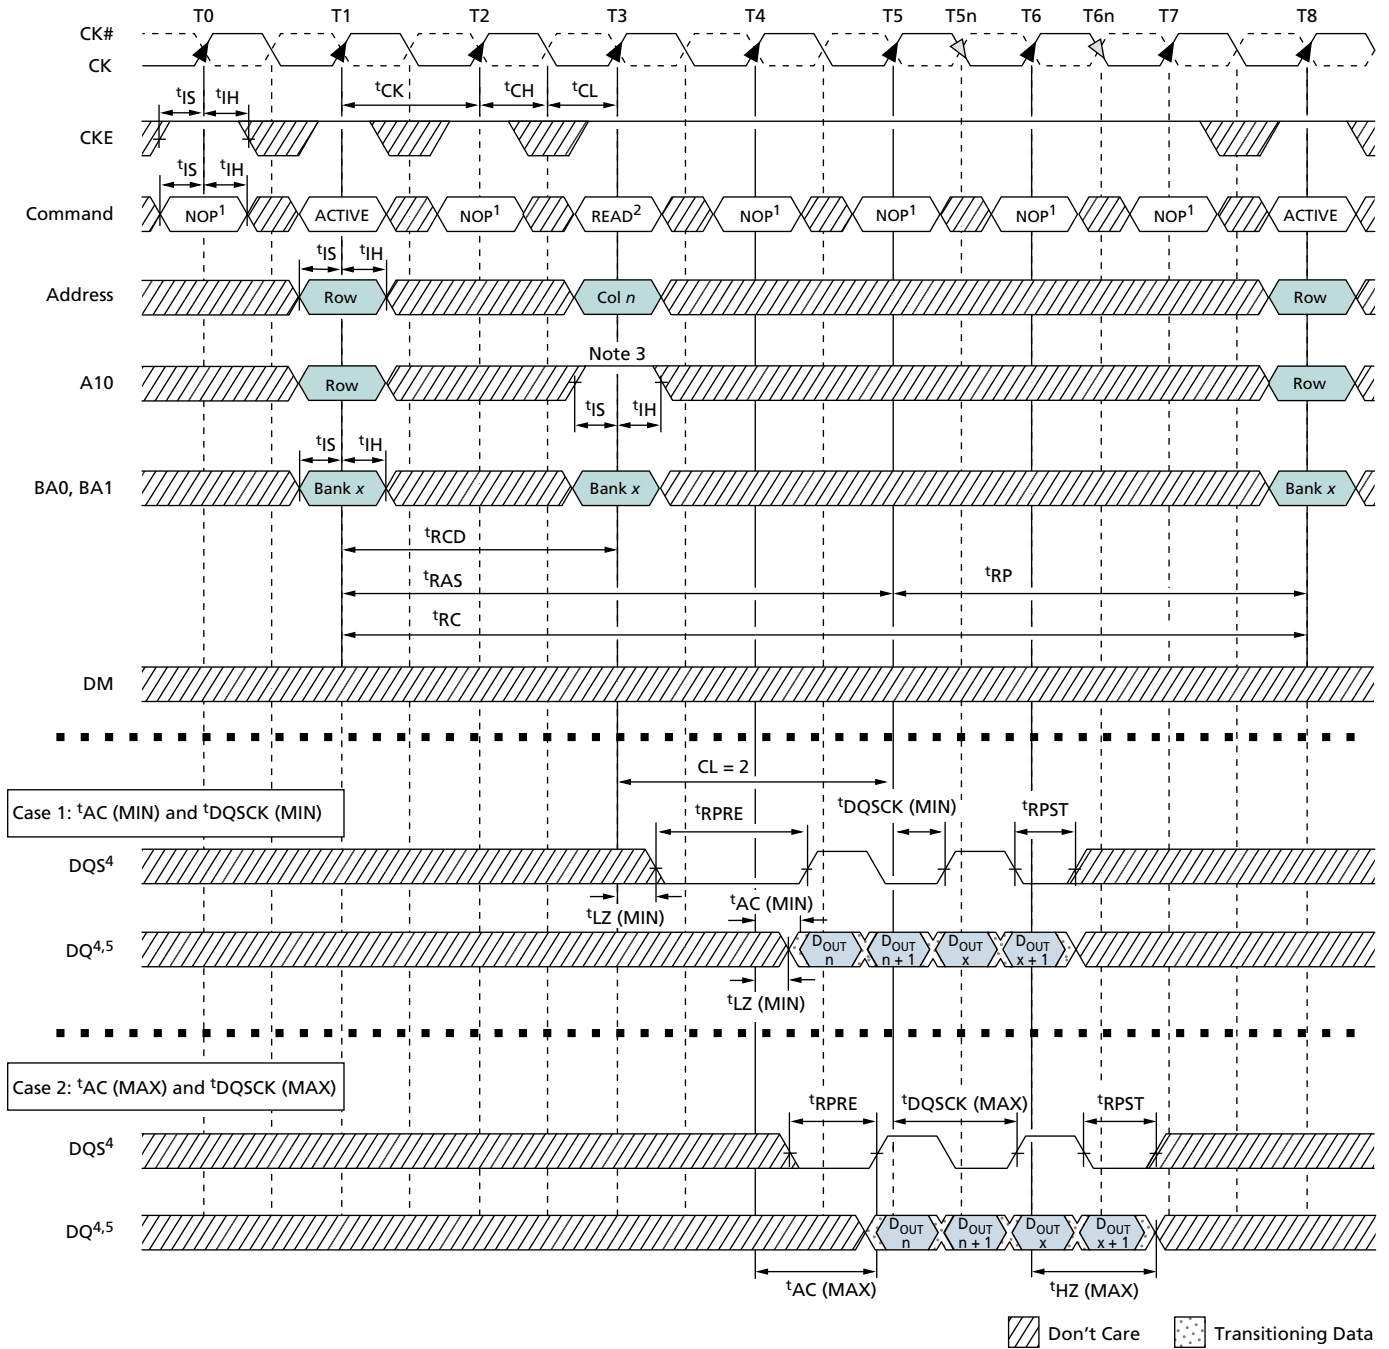 T0 T1 T2 T3 T4 T5 T5n T6 T6n T7 T8
CK#
CK
tIS tIH tCK tCH tCL
CKE
tIS tIH
Command NOP1 ACTIVE NOP1 READ2 NOP1 NOP1 NOP1 NOP1 ACTIVE
tIS tIH
Address Row Col n Row
Note 3
A10 Row Row
tIS tIH
tIS tIH
BA0, BA1 Bank x Bank x Bank x
tRCD
tRAS tRP
tRC
DM
CL = 2
Case 1: tAC (MIN) and tDQSCK (MIN)
tRPRE tDQSCK (MIN) tRPST
DQS4
tLZ (MIN) tAC (MIN)
DQ4,5 DOUT n DOUT n + 1 DOUT x DOUT x + 1
tLZ (MIN)
Case 2: tAC (MAX) and tDQSCK (MAX)
tRPRE tDQSCK (MAX) tRPST
DQS4
DQ4,5 DOUT n DOUT n + 1 DOUT x DOUT x + 1
tAC (MAX) tHZ (MAX)
Don't Care Transitioning Data